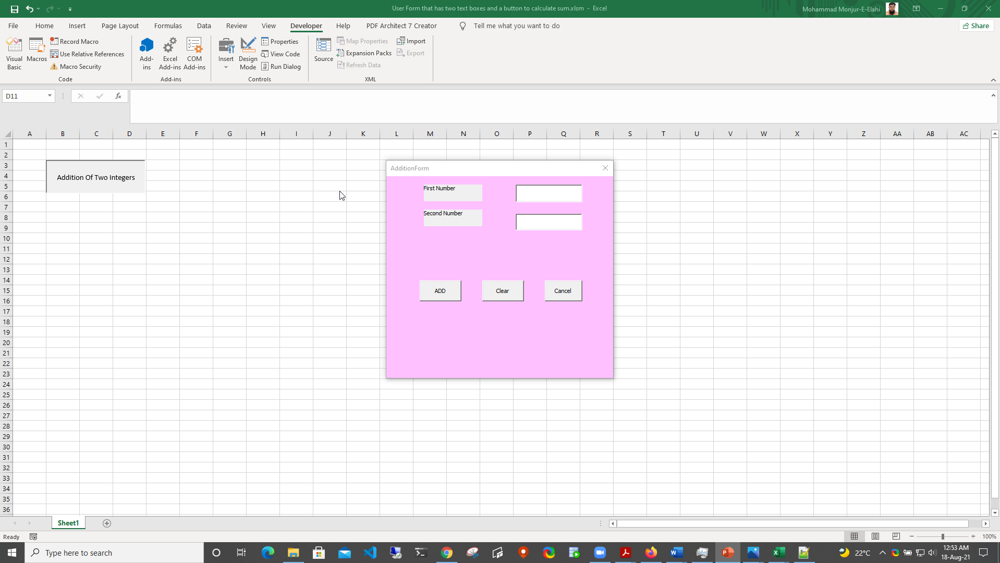 User Form that has two text boxes and a button to calculate sum.xlsm - Excel
Mohammad Monjur-E-Elahi
File Home Insert Page Layout Formulas Data Review View Developer Help PDF Architect 7 Creator Tell me what you want to do Share
Visual Basic
Macros
Record Macro
Use Relative References
Macro Security
Code
Add-ins
Excel Add-ins
COM Add-ins
Add-ins
Insert
Design Mode
Properties
View Code
Run Dialog
Controls
Source
Map Properties
Expansion Packs
Refresh Data
Import
Export
XML
D11
fx
A B C D E F G H I J K L M N O P Q R S T U V W X Y Z AA AB AC
1
2
3
4
5
6
7
8
9
10
11
12
13
14
15
16
17
18
19
20
21
22
23
24
25
26
27
28
29
30
31
32
33
34
35
36
Addition Of Two Integers
AdditionForm
First Number
Second Number
ADD Clear Cancel
Sheet1
Ready
100%
Type here to search
22°C
12:53 AM
18-Aug-21